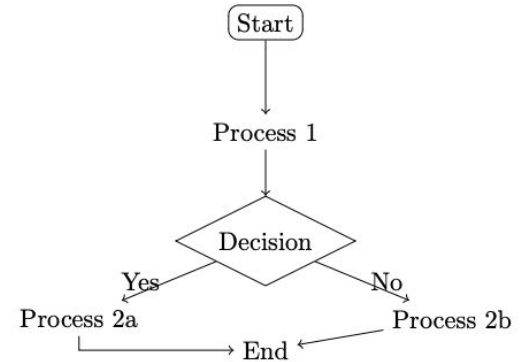 Start
Process 1
Decision
Yes
No
Process 2a
Process 2b
End